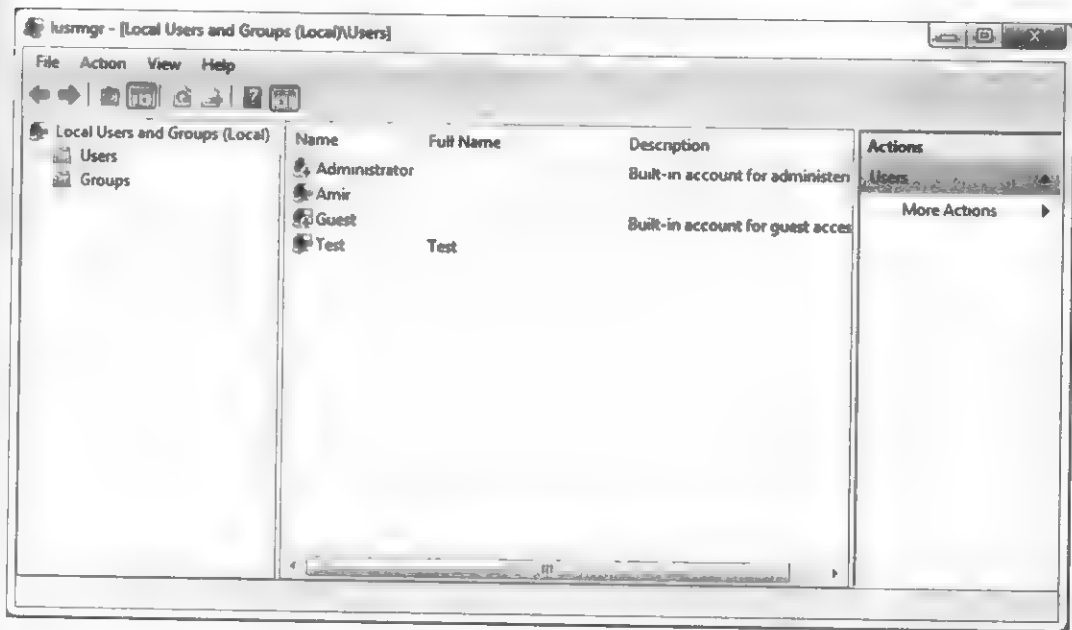 lusrmgr - [Local Users and Groups (Local)\Users]
File Action View Help
Local Users and Groups (Local)
Users
Groups
Name Full Name Description
Administrator Built-in account for administeri
Amir
Guest Built-in account for guest acces
Test Test
Actions
Users
More Actions